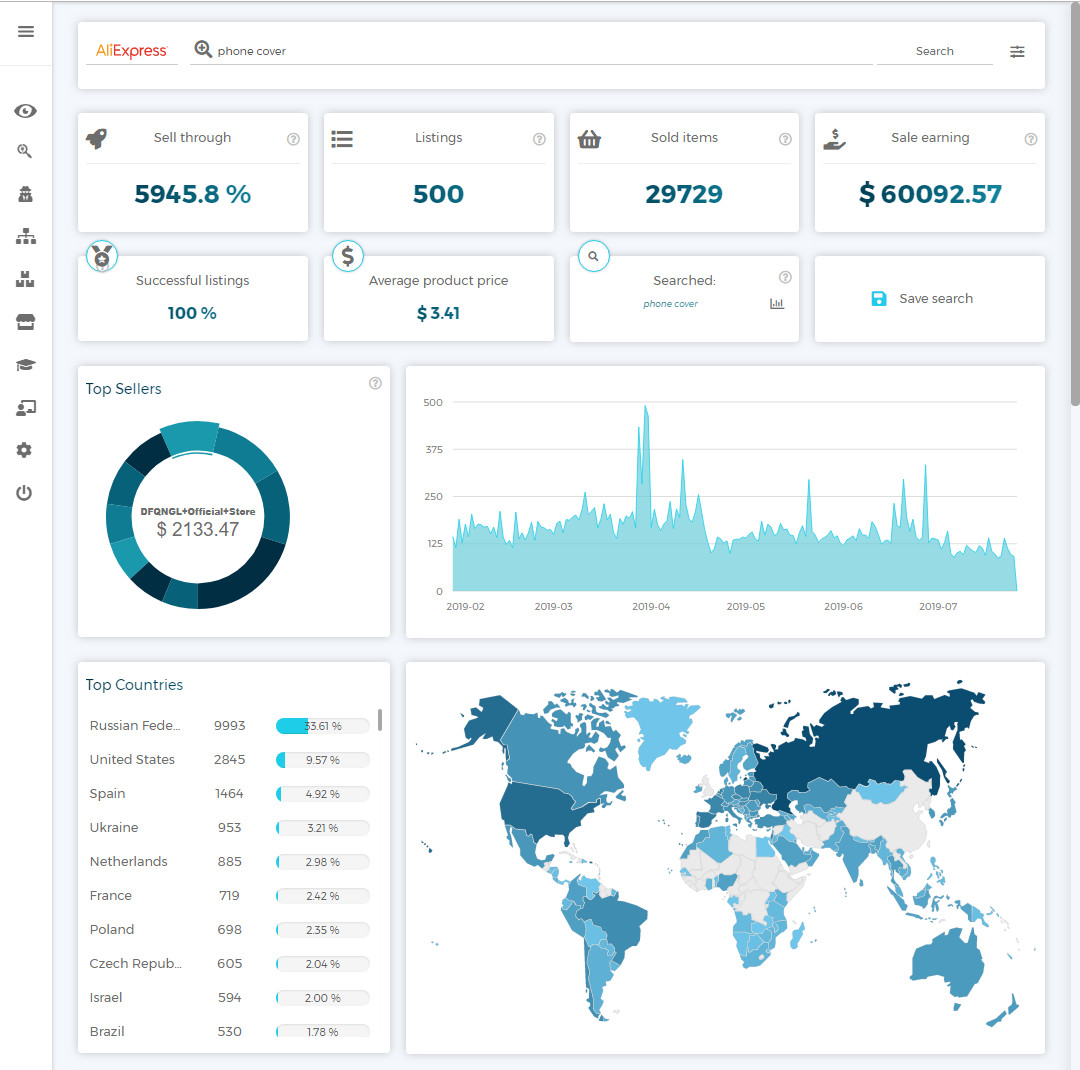 AliExpress phone cover Search
Sell through
5945.8 %
Listings
500
Sold items
29729
Sale earning
$ 60092.57
Successful listings
100 %
Average product price
$ 3.41
Searched:
phone cover
Save search
Top Sellers
DFQNGL+Official+Store
$ 2133.47
500
375
250
125
0
2019-02 2019-03 2019-04 2019-05 2019-06 2019-07
Top Countries
Russian Fede... 9993 33.61 %
United States 2845 9.57 %
Spain 1464 4.92 %
Ukraine 953 3.21 %
Netherlands 885 2.98 %
France 719 2.42 %
Poland 698 2.35 %
Czech Repub... 605 2.04 %
Israel 594 2.00 %
Brazil 530 1.78 %